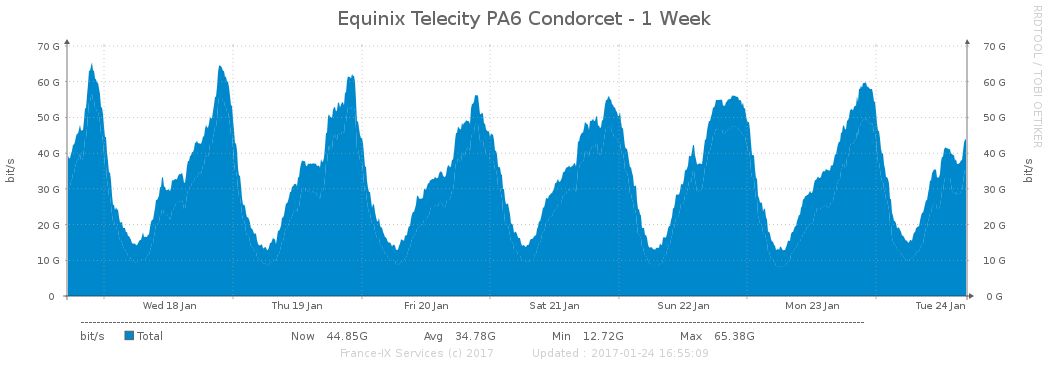 Equinix Telecity PA6 Condorcet - 1 Week
RRDTOOL / TOBI OETIKER
bit/s
70 G 70 G
60 G 60 G
50 G 50 G
40 G 40 G
30 G 30 G
20 G 20 G
10 G 10 G
0 0 G
bit/s
Wed 18 Jan Thu 19 Jan Fri 20 Jan Sat 21 Jan Sun 22 Jan Mon 23 Jan Tue 24 Jan
bit/s Total Now 44.85G Avg 34.78G Min 12.72G Max 65.38G
France-IX Services (c) 2017 Updated : 2017-01-24 16:55:09